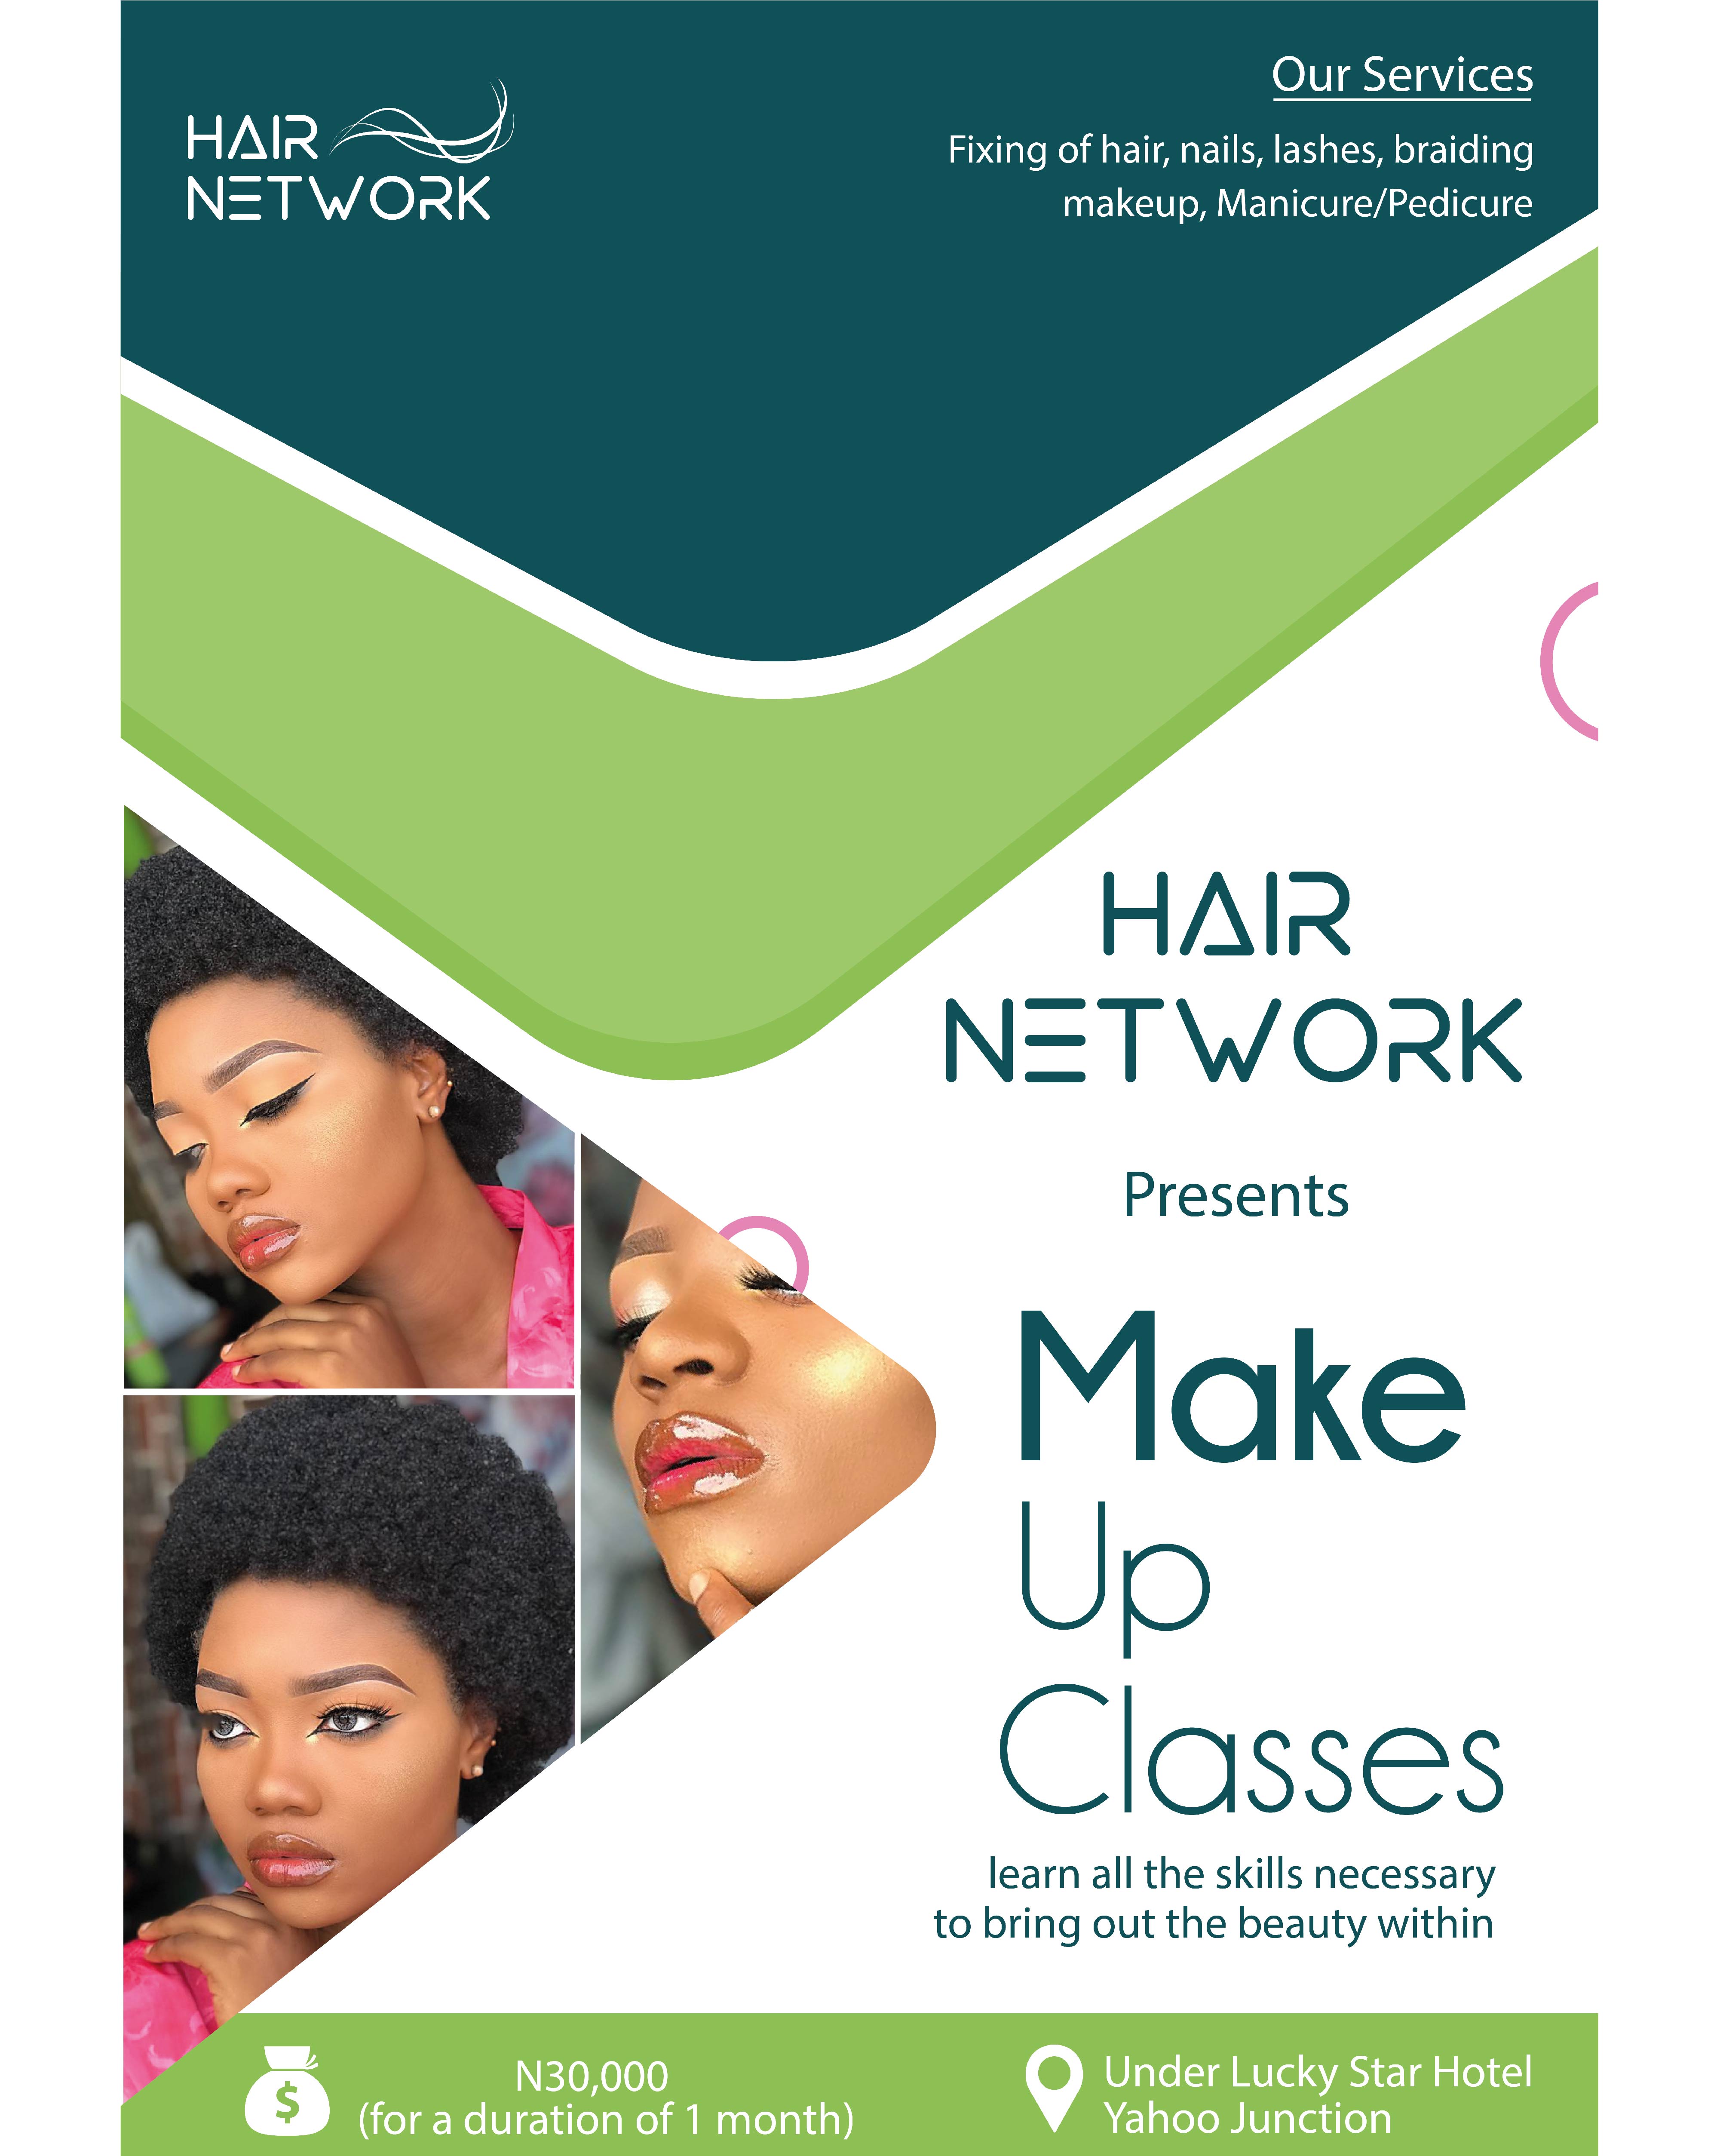 HAIR
NETWORK
Our Services
Fixing of hair, nails, lashes, braiding
makeup, Manicure/Pedicure
HAIR
NETWORK
Presents
Make
Up
Classes
learn all the skills necessary
to bring out the beauty within
$
N30,000
(for a duration of 1 month)
Under Lucky Star Hotel
Yahoo Junction